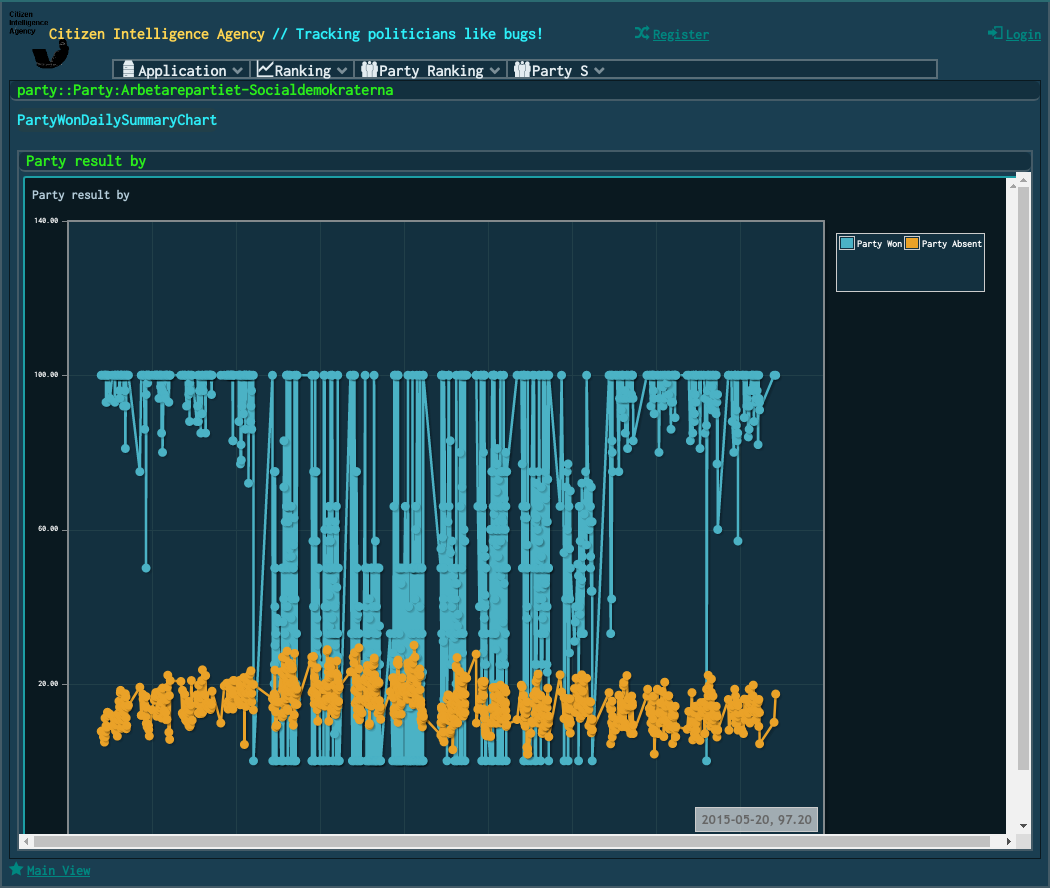 Citizen
Intelligence
Agency
Citizen Intelligence Agency // Tracking politicians like bugs!
Register
Login
Application
Ranking
Party Ranking
Party S
party::Party:Arbetarepartiet-Socialdemokraterna
PartyWonDailySummaryChart
Party result by
Party result by
140.00
Party Won
Party Absent
100.00
60.00
20.00
2015-05-20, 97.20
Main View